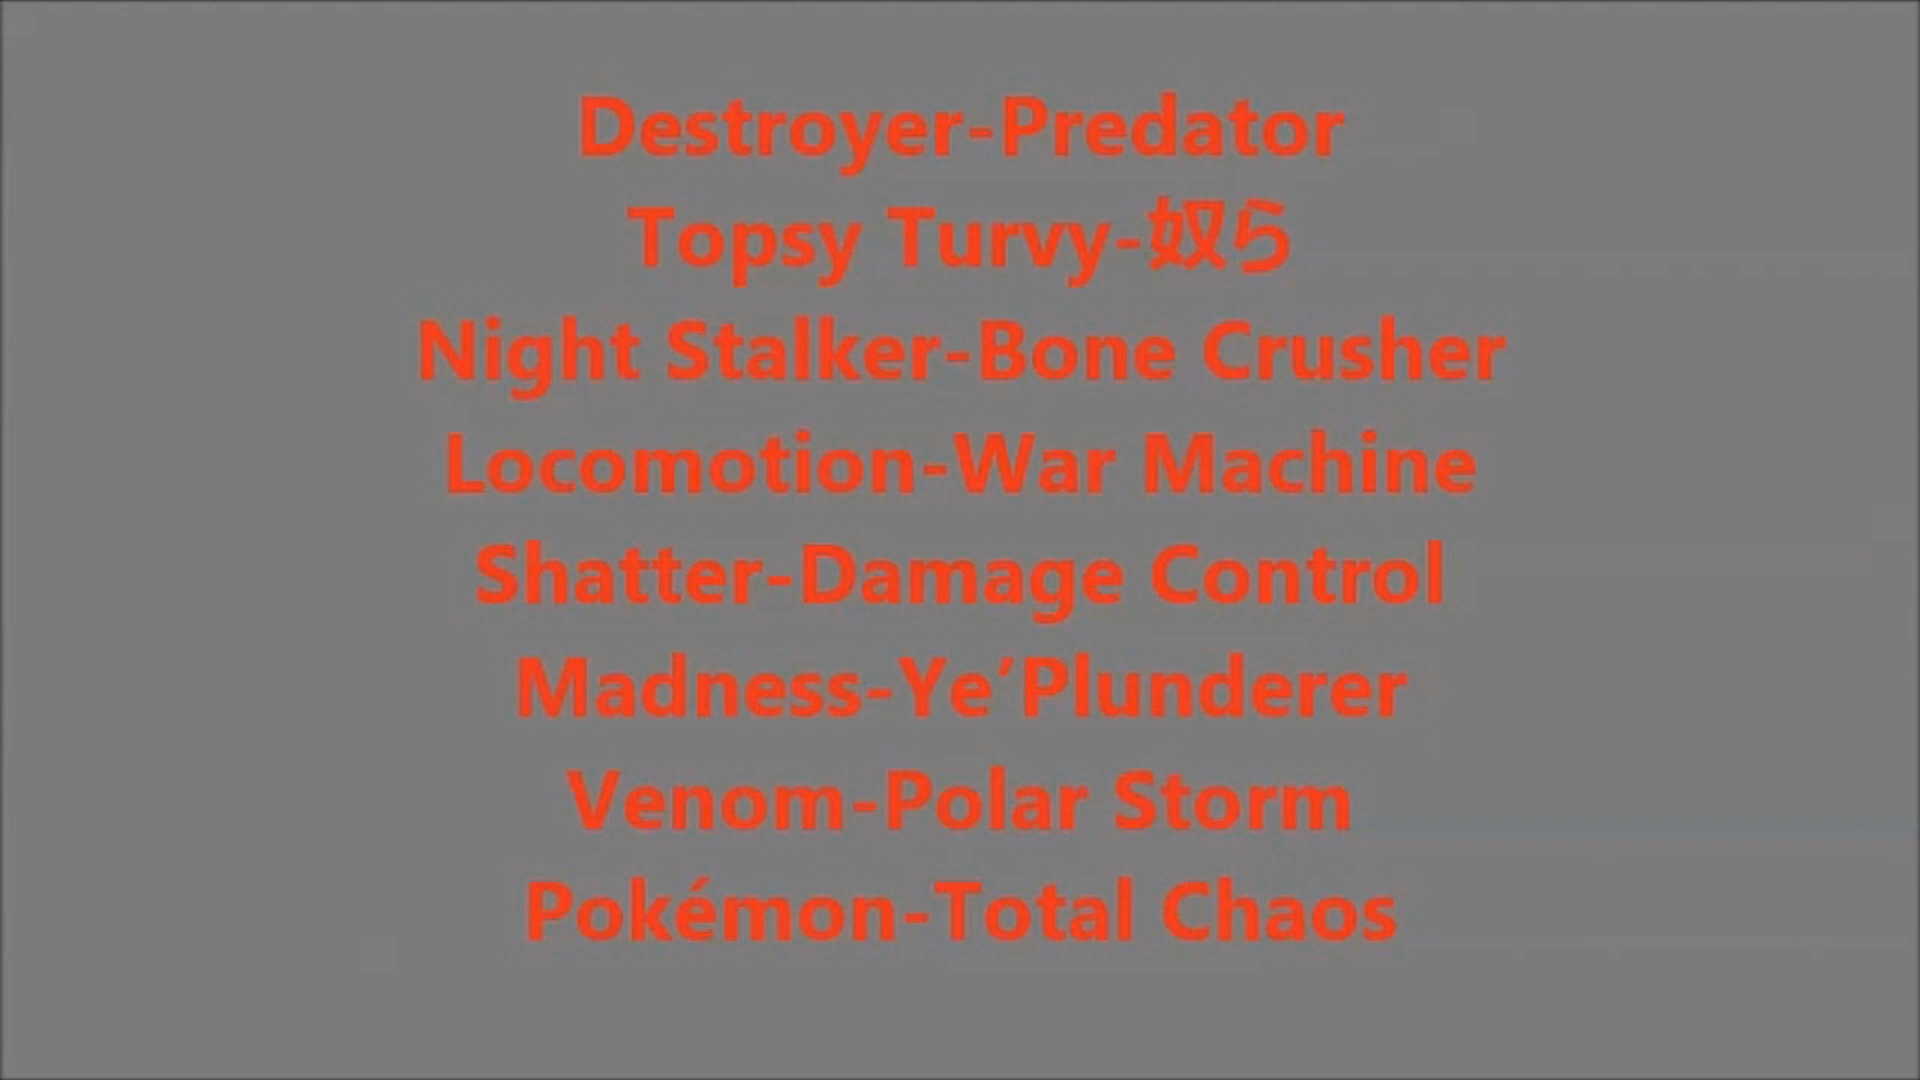 Destroyer-Predator
Topsy Turvy-奴ら
Night Stalker-Bone Crusher
Locomotion-War Machine
Shatter-Damage Control
Madness-Ye’Plunderer
Venom-Polar Storm
Pokémon-Total Chaos